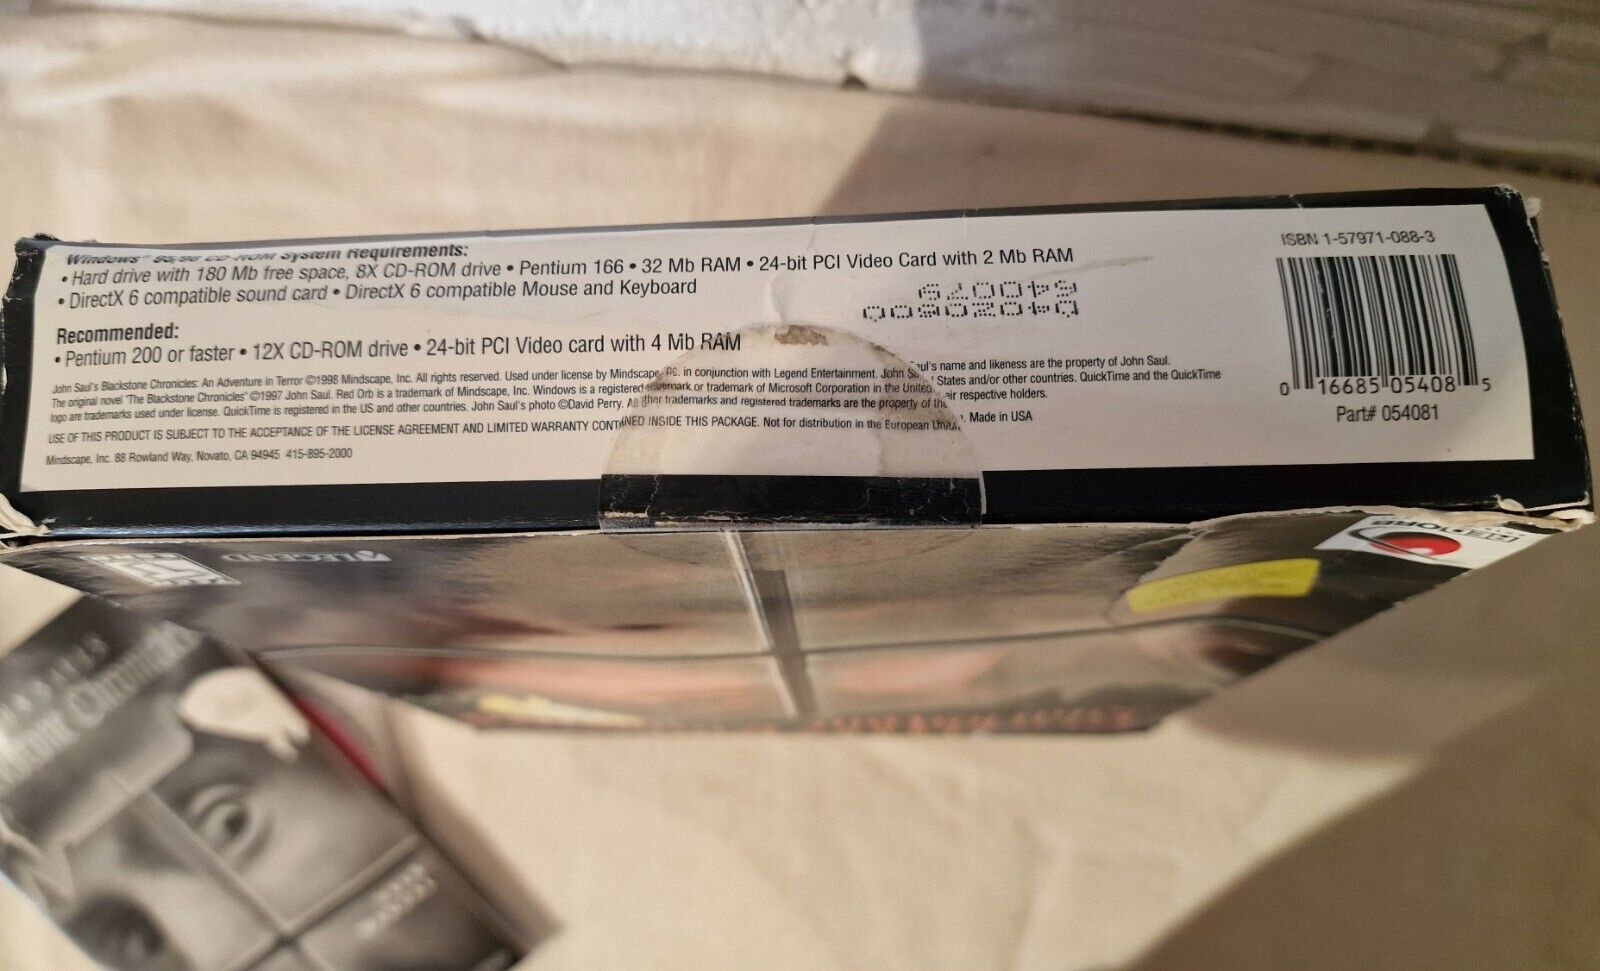 Windows® 95/98 CD-ROM System Requirements:
• Hard drive with 180 Mb free space, 8X CD-ROM drive • Pentium 166 • 32 Mb RAM • 24-bit PCI Video Card with 2 Mb RAM
• DirectX 6 compatible sound card • DirectX 6 compatible Mouse and Keyboard
Recommended:
• Pentium 200 or faster • 12X CD-ROM drive • 24-bit PCI Video card with 4 Mb RAM
John Saul's Blackstone Chronicles: An Adventure in Terror ©1998 Mindscape, Inc. All rights reserved. Used under license by Mindscape, Inc. in conjunction with Legend Entertainment. John Saul's name and likeness are the property of John Saul.
The original novel "The Blackstone Chronicles" ©1997 John Saul. Red Orb is a trademark of Mindscape, Inc. Windows is a registered trademark or trademark of Microsoft Corporation in the United States and/or other countries. QuickTime and the QuickTime
logo are trademarks used under license. QuickTime is registered in the US and other countries. John Saul's photo ©David Perry. All other trademarks and registered trademarks are the property of their respective holders.
USE OF THIS PRODUCT IS SUBJECT TO THE ACCEPTANCE OF THE LICENSE AGREEMENT AND LIMITED WARRANTY CONTAINED INSIDE THIS PACKAGE. Not for distribution in the European Union. Made in USA
Mindscape, Inc. 88 Rowland Way, Novato, CA 94945 415-895-2000
ISBN 1-57971-088-3
0 16685 05408 5
Part# 054081
LEGEND